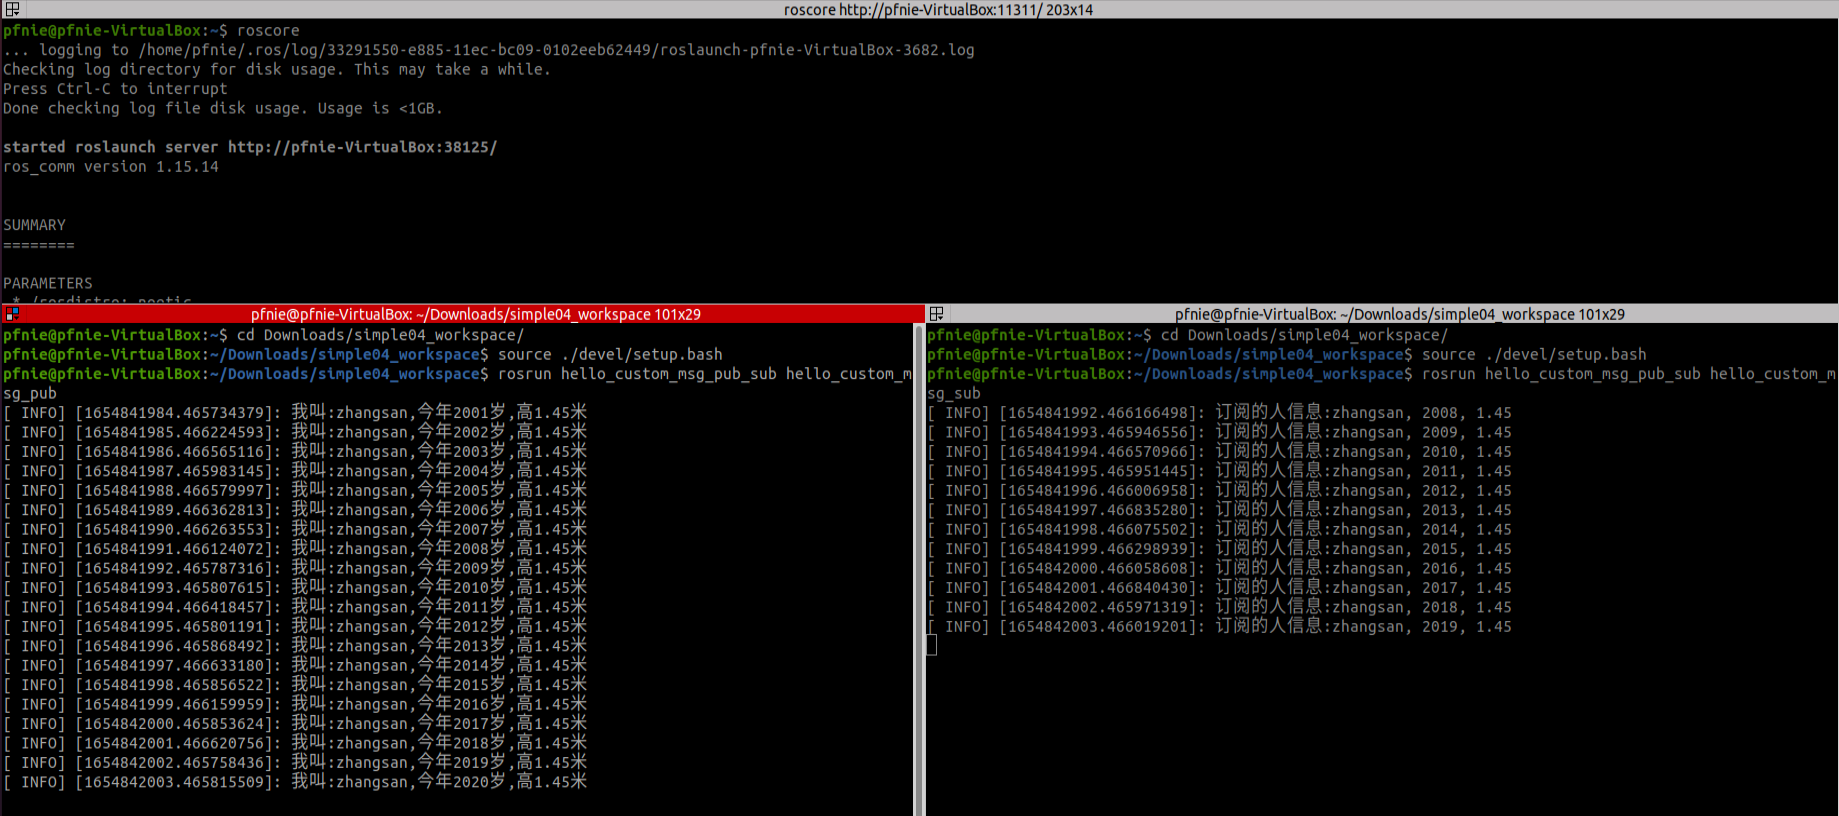 roscore http://pfnie-VirtualBox:11311/ 203x14
pfnie@pfnie-VirtualBox:~$ roscore
... logging to /home/pfnie/.ros/log/33291550-e885-11ec-bc09-0102eeb62449/roslaunch-pfnie-VirtualBox-3682.log
Checking log directory for disk usage. This may take a while.
Press Ctrl-C to interrupt
Done checking log file disk usage. Usage is <1GB.
started roslaunch server http://pfnie-VirtualBox:38125/
ros_comm version 1.15.14
SUMMARY
========
PARAMETERS
* /rosdistro: noetic
pfnie@pfnie-VirtualBox: ~/Downloads/simple04_workspace 101x29
pfnie@pfnie-VirtualBox:~$ cd Downloads/simple04_workspace/
pfnie@pfnie-VirtualBox:~/Downloads/simple04_workspace$ source ./devel/setup.bash
pfnie@pfnie-VirtualBox:~/Downloads/simple04_workspace$ rosrun hello_custom_msg_pub_sub hello_custom_m
sg_pub
[ INFO] [1654841984.465734379]: 我叫:zhangsan,今年2001岁,高1.45米
[ INFO] [1654841985.466224593]: 我叫:zhangsan,今年2002岁,高1.45米
[ INFO] [1654841986.466565116]: 我叫:zhangsan,今年2003岁,高1.45米
[ INFO] [1654841987.465983145]: 我叫:zhangsan,今年2004岁,高1.45米
[ INFO] [1654841988.466579997]: 我叫:zhangsan,今年2005岁,高1.45米
[ INFO] [1654841989.466362813]: 我叫:zhangsan,今年2006岁,高1.45米
[ INFO] [1654841990.466263553]: 我叫:zhangsan,今年2007岁,高1.45米
[ INFO] [1654841991.466124072]: 我叫:zhangsan,今年2008岁,高1.45米
[ INFO] [1654841992.465787316]: 我叫:zhangsan,今年2009岁,高1.45米
[ INFO] [1654841993.465807615]: 我叫:zhangsan,今年2010岁,高1.45米
[ INFO] [1654841994.466418457]: 我叫:zhangsan,今年2011岁,高1.45米
[ INFO] [1654841995.465801191]: 我叫:zhangsan,今年2012岁,高1.45米
[ INFO] [1654841996.465868492]: 我叫:zhangsan,今年2013岁,高1.45米
[ INFO] [1654841997.466633180]: 我叫:zhangsan,今年2014岁,高1.45米
[ INFO] [1654841998.465856522]: 我叫:zhangsan,今年2015岁,高1.45米
[ INFO] [1654841999.466159959]: 我叫:zhangsan,今年2016岁,高1.45米
[ INFO] [1654842000.465853624]: 我叫:zhangsan,今年2017岁,高1.45米
[ INFO] [1654842001.466620756]: 我叫:zhangsan,今年2018岁,高1.45米
[ INFO] [1654842002.465758436]: 我叫:zhangsan,今年2019岁,高1.45米
[ INFO] [1654842003.465815509]: 我叫:zhangsan,今年2020岁,高1.45米
pfnie@pfnie-VirtualBox: ~/Downloads/simple04_workspace 101x29
pfnie@pfnie-VirtualBox:~$ cd Downloads/simple04_workspace/
pfnie@pfnie-VirtualBox:~/Downloads/simple04_workspace$ source ./devel/setup.bash
pfnie@pfnie-VirtualBox:~/Downloads/simple04_workspace$ rosrun hello_custom_msg_pub_sub hello_custom_m
sg_sub
[ INFO] [1654841992.466166498]: 订阅的人信息:zhangsan, 2008, 1.45
[ INFO] [1654841993.465946556]: 订阅的人信息:zhangsan, 2009, 1.45
[ INFO] [1654841994.466570966]: 订阅的人信息:zhangsan, 2010, 1.45
[ INFO] [1654841995.465951445]: 订阅的人信息:zhangsan, 2011, 1.45
[ INFO] [1654841996.466006958]: 订阅的人信息:zhangsan, 2012, 1.45
[ INFO] [1654841997.466835280]: 订阅的人信息:zhangsan, 2013, 1.45
[ INFO] [1654841998.466075502]: 订阅的人信息:zhangsan, 2014, 1.45
[ INFO] [1654841999.466298939]: 订阅的人信息:zhangsan, 2015, 1.45
[ INFO] [1654842000.466058608]: 订阅的人信息:zhangsan, 2016, 1.45
[ INFO] [1654842001.466840430]: 订阅的人信息:zhangsan, 2017, 1.45
[ INFO] [1654842002.465971319]: 订阅的人信息:zhangsan, 2018, 1.45
[ INFO] [1654842003.466019201]: 订阅的人信息:zhangsan, 2019, 1.45